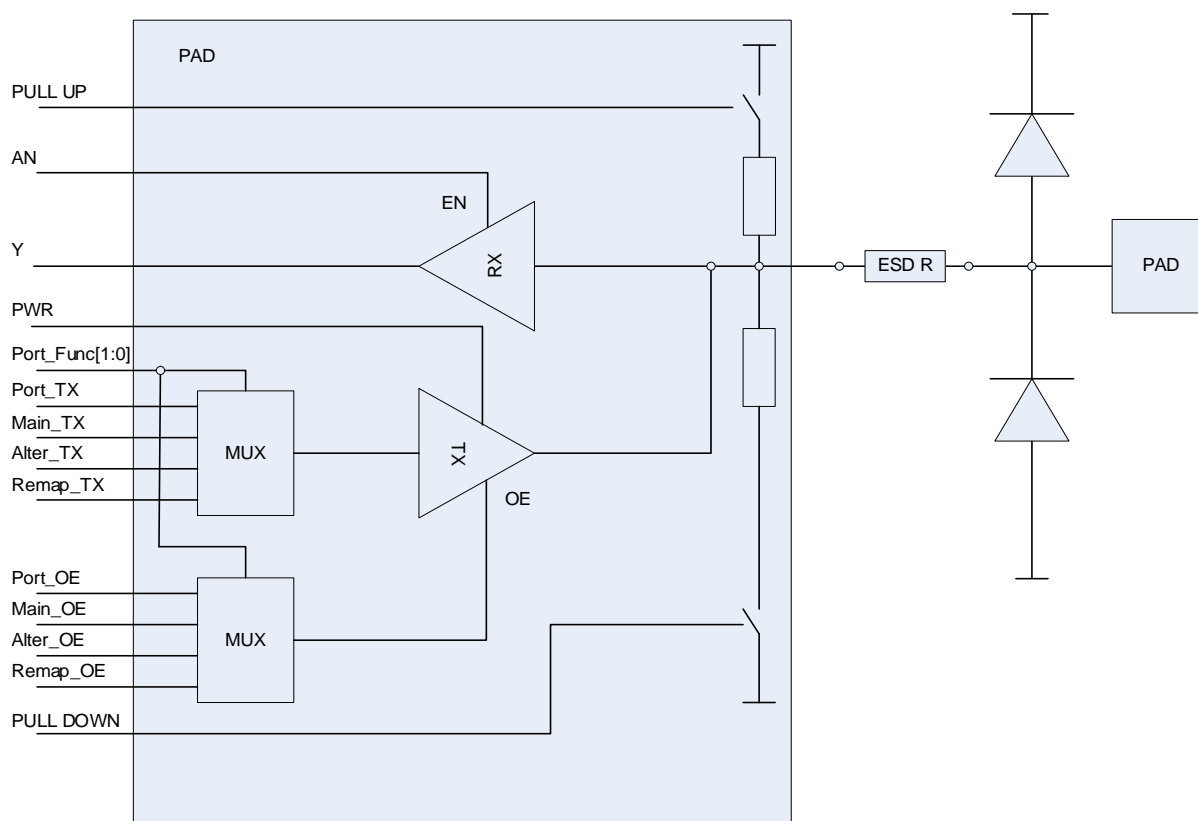 PAD
PULL UP
AN
EN
Y
RX
ESD R
PAD
PWR
Port_Func[1:0]
Port_TX
Main_TX
Alter_TX
Remap_TX
MUX
TX
OE
Port_OE
Main_OE
Alter_OE
Remap_OE
MUX
PULL DOWN